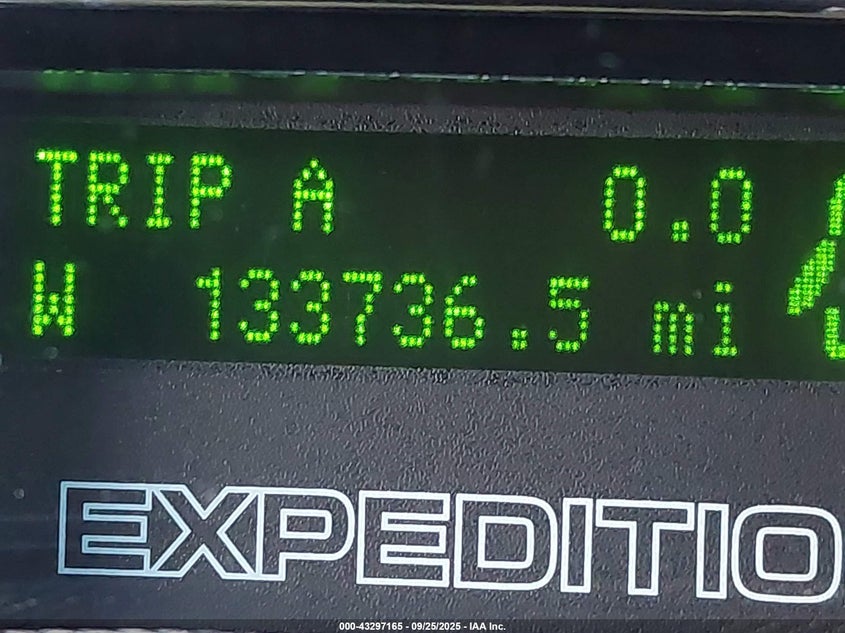 TRIP A 0.0
W 133736.5 mi
EXPEDITIO
000-43297165 - 09/25/2025 - IAA Inc.